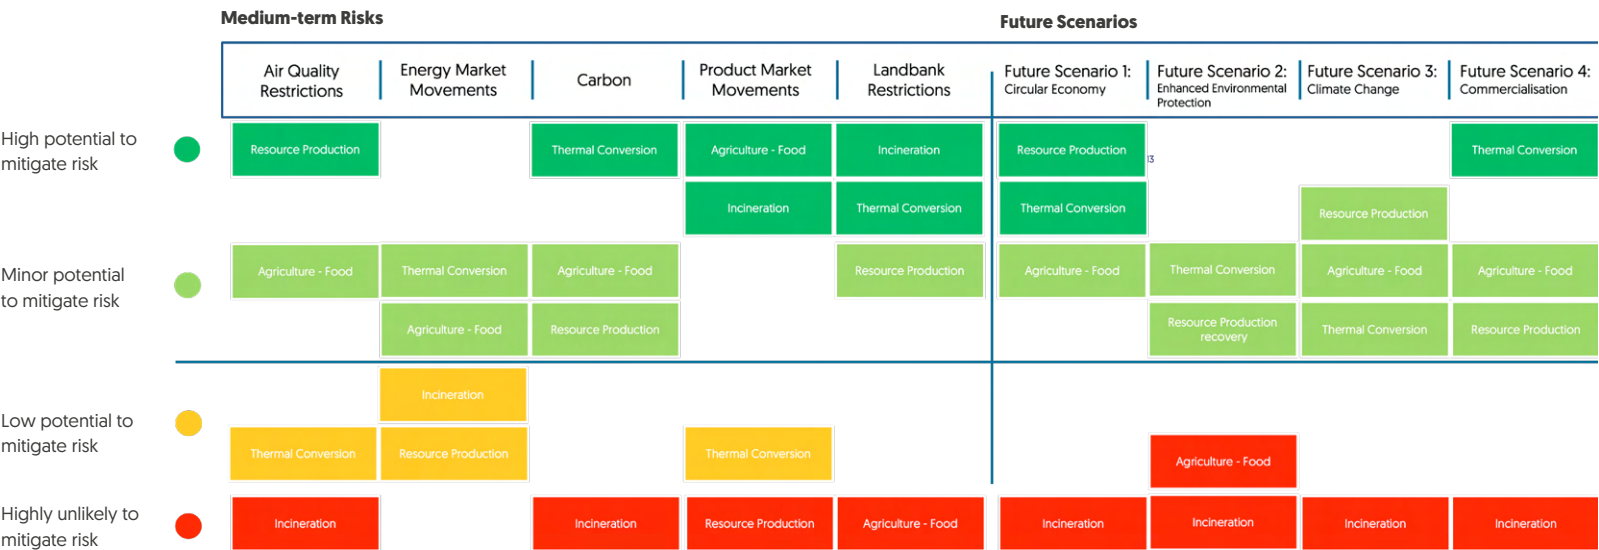 Medium-term Risks
Future Scenarios
Air Quality
Restrictions
Energy Market
Movements
Carbon
Product Market
Movements
Landbank
Restrictions
Future Scenario 1:
Circular Economy
Future Scenario 2:
Enhanced Environmental
Protection
Future Scenario 3:
Climate Change
Future Scenario 4:
Commercialisation
High potential to
mitigate risk
Resource Production
Thermal Conversion
Agriculture - Food
Incineration
Resource Production
13
Thermal Conversion
Incineration
Thermal Conversion
Thermal Conversion
Resource Production
Minor potential
to mitigate risk
Agriculture - Food
Thermal Conversion
Agriculture - Food
Resource Production
Agriculture - Food
Thermal Conversion
Agriculture - Food
Agriculture - Food
Agriculture - Food
Resource Production
Resource Production
recovery
Thermal Conversion
Resource Production
Incineration
Low potential to
mitigate risk
Thermal Conversion
Resource Production
Thermal Conversion
Agriculture - Food
Highly unlikely to
mitigate risk
Incineration
Incineration
Resource Production
Agriculture - Food
Incineration
Incineration
Incineration
Incineration